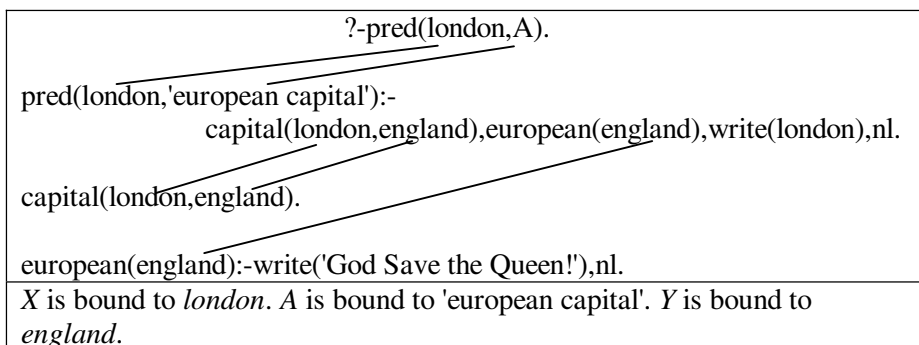 ?-pred(london,A).
pred(london,'european capital'):-
capital(london,england),european(england),write(london),nl.
capital(london,england).
european(england):-write('God Save the Queen!'),nl.
X is bound to london. A is bound to 'european capital'. Y is bound to
england.